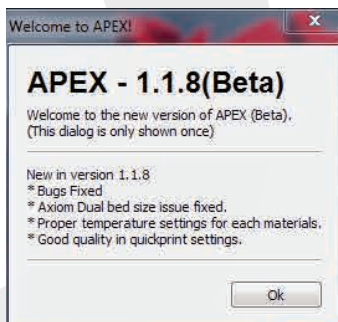 Welcome to APEX!
x
APEX - 1.1.8(Beta)
Welcome to the new version of APEX (Beta).
(This dialog is only shown once)
New in version 1.1.8
* Bugs Fixed
* Axiom Dual bed size issue fixed.
* Proper temperature settings for each materials.
* Good quality in quickprint settings.
Ok